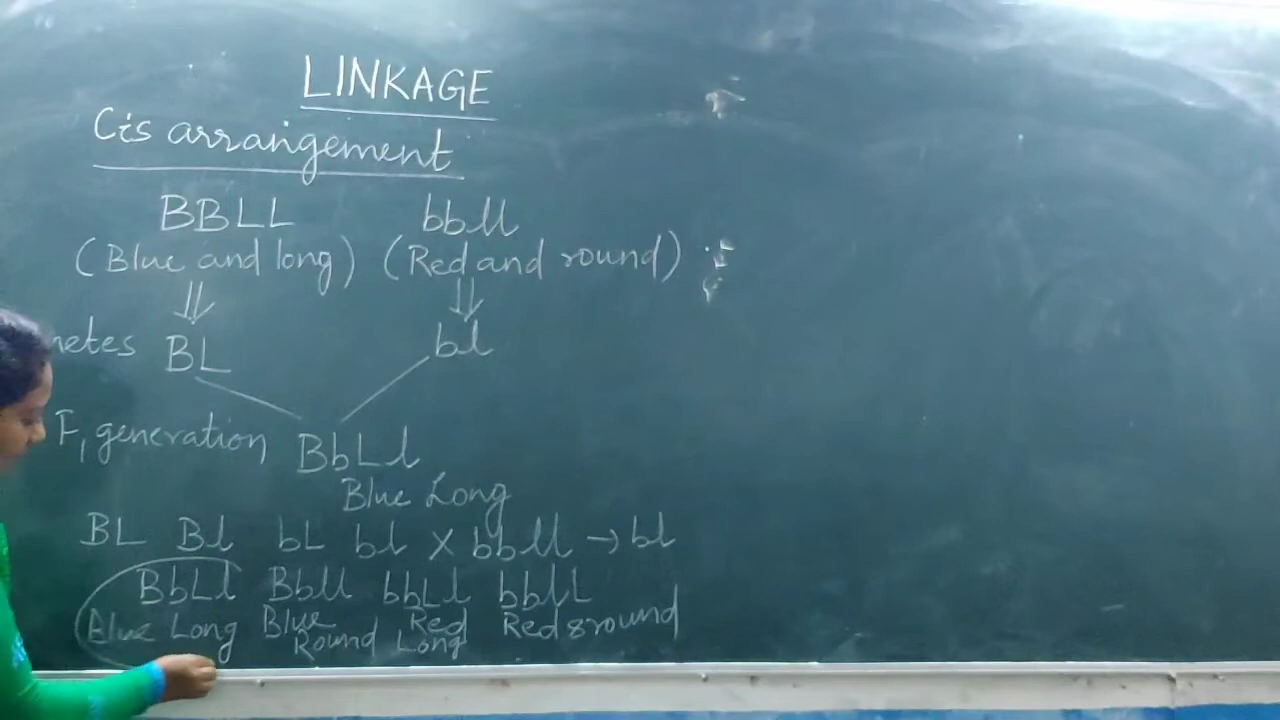 LINKAGE
Cis arrangement
BBLL bbll
(Blue and long) (Red and round)
⇓ ⇓
metes BL bl
F1 generation BbLl
Blue Long
BL Bl bL bl X bbll → bl
BbLl Bbll bbLl bbll
Blue Long Blue Round Red Long Red round